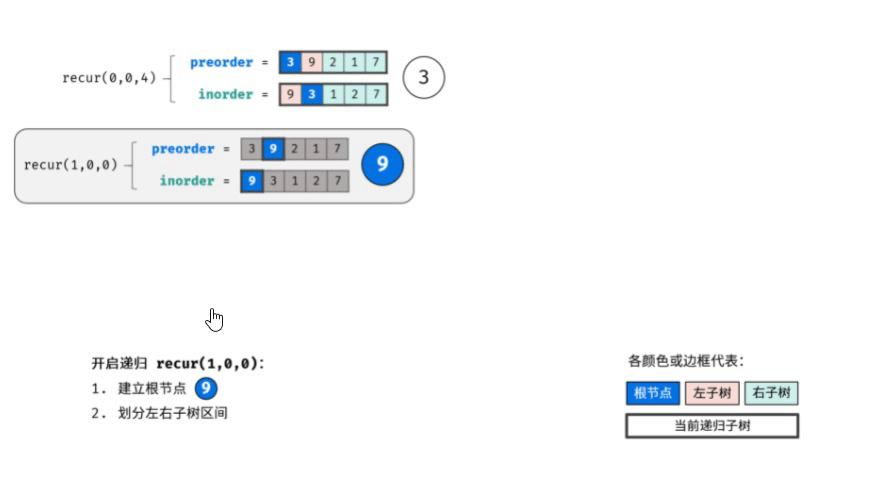 preorder = 3 9 2 1 7
recur(0,0,4)
3
inorder = 9 3 1 2 7
preorder = 3 9 2 1 7
recur(1,0,0)
9
inorder = 9 3 1 2 7
开启递归 recur(1,0,0):
1. 建立根节点 9
2. 划分左右子树区间
各颜色或边框代表:
根节点 左子树 右子树
当前递归子树